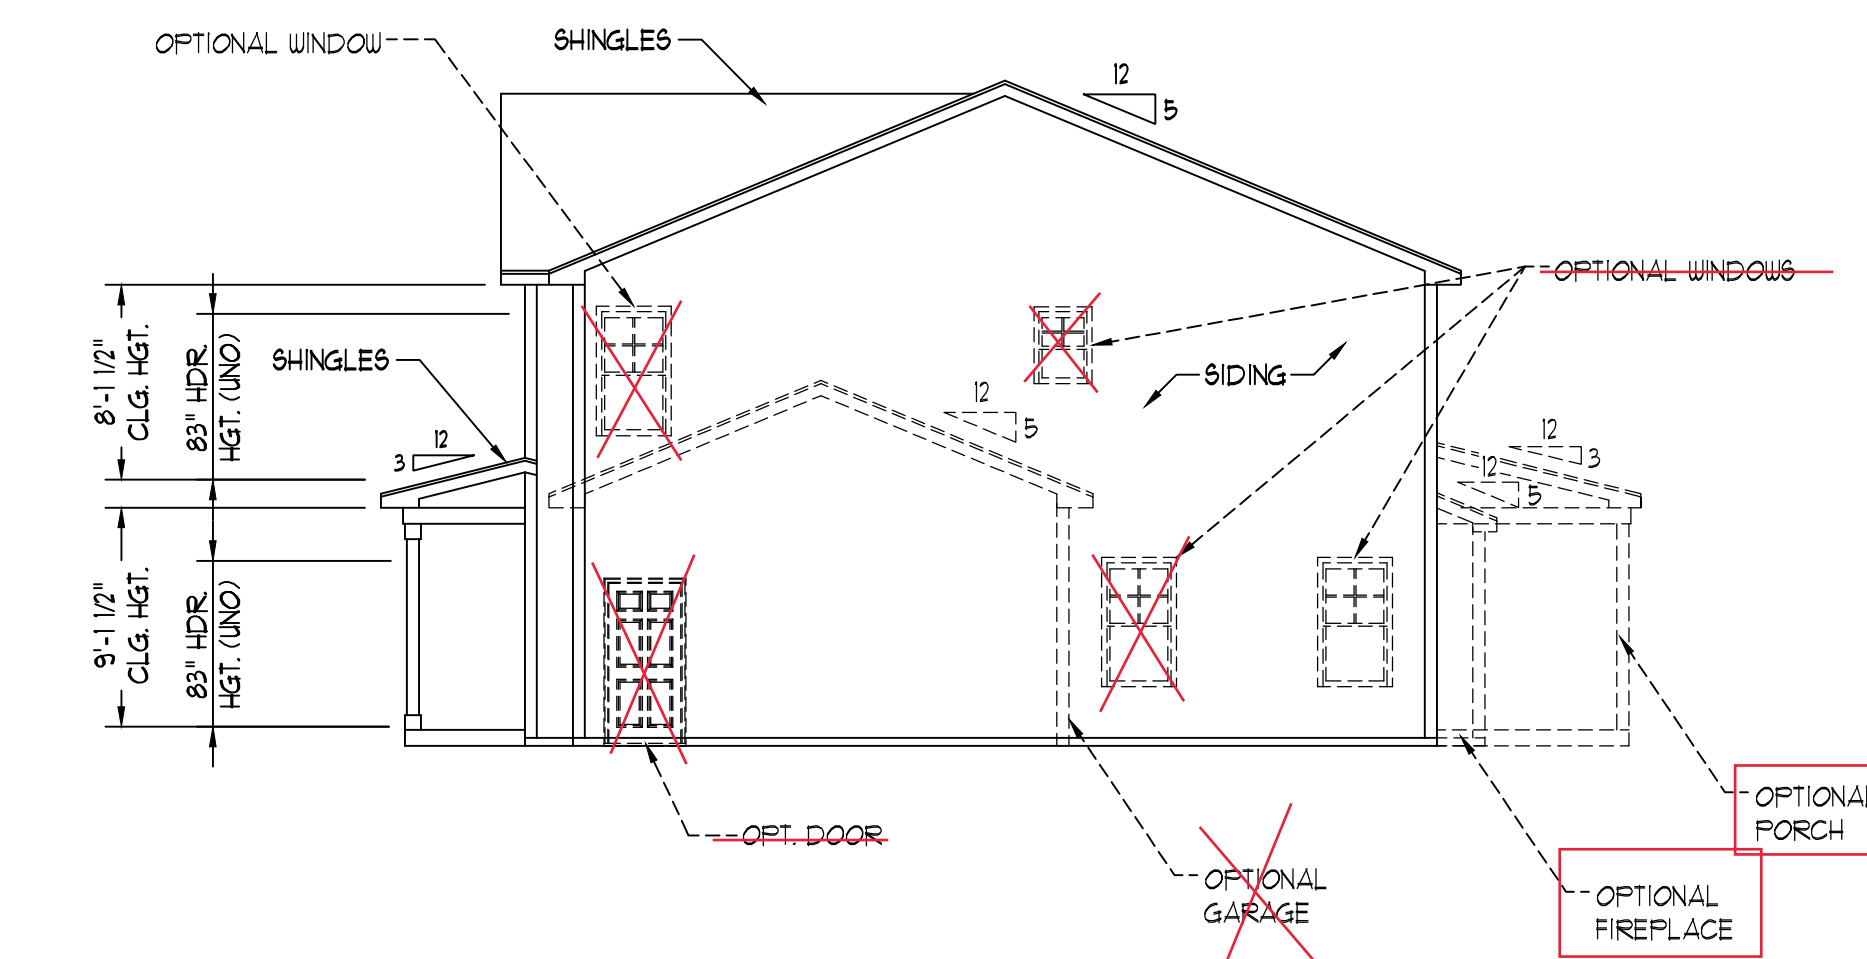 OPTIONAL WINDOW
SHINGLES
12
5
OPTIONAL WINDOWS
8'-1 1/2"
CLG. HGT.
83" HDR.
HGT. (UNO)
SHINGLES
SIDING
12
5
12
3
12
3
12
5
9'-1 1/2"
CLG. HGT.
83" HDR.
HGT. (UNO)
OPT. DOOR
OPTIONAL
GARAGE
OPTIONAL
PORCH
OPTIONAL
FIREPLACE